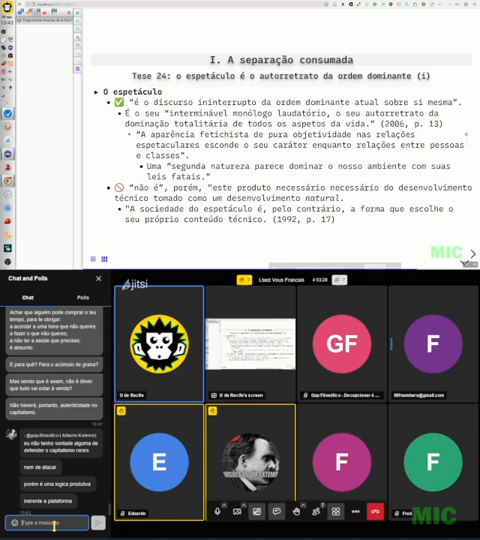 I. A separação consumada
Tese 24: o espetáculo é o autorretrato da ordem dominante (i)
O espetáculo
"é o discurso ininterrupto da ordem dominante atual sobre si mesma".
É o seu "interminável monólogo laudatório, o seu autorretrato da
dominação totalitária de todos os aspetos da vida." (2006, p. 13)
"A aparência fetichista de pura objetividade nas relações
espetaculares esconde o seu caráter enquanto relações entre pessoas
e classes".
Uma "segunda natureza parece dominar o nosso ambiente com suas
leis fatais."
"não é", porém, "este produto necessário necessário do desenvolvimento
técnico tomado como um desenvolvimento natural.
"A sociedade do espetáculo é, pelo contrário, a forma que escolhe o
seu próprio conteúdo técnico. (1992, p. 17)
MIC
Chat and Polls
Chat
Polls
Achar que alguém pode comprar o teu
tempo, para te obrigar:
a acordar a uma hora que não queres;
a fazer o que não queres;
a não ter a saúde que precisas;
é absurdo.
E para quê? Para o acúmulo de grana?
Mas sendo que é assim, não é óbvio
que tudo vai estar à venda?
Não haverá, portanto, autenticidade no
capitalismo.
eu não tenho vontade alguma de
nem de atacar
porém é uma logica produtiva
inerente a plataforma
Type a message
jitsi
Lisez Vous Francais
U de Recife
U de Recife's screen
GF
F
E
F
F
Eduardo
Fred
MIC